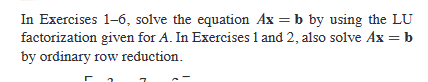 In Exercises 1–6, solve the equation Ax = b by using the LU
factorization given for A. In Exercises 1 and 2, also solve Ax = b
by ordinary row reduction.